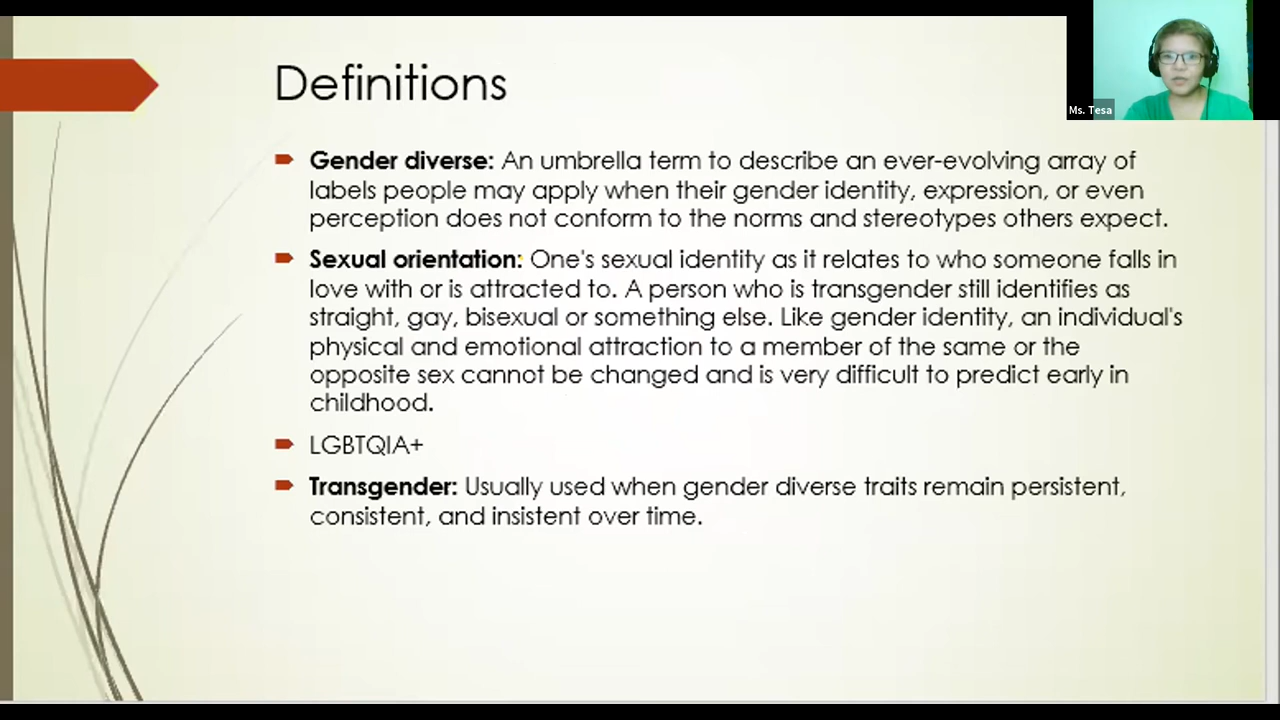 Definitions
Ms. Tesa
Gender diverse: An umbrella term to describe an ever-evolving array of
labels people may apply when their gender identity, expression, or even
perception does not conform to the norms and stereotypes others expect.
Sexual orientation: One's sexual identity as it relates to who someone falls in
love with or is attracted to. A person who is transgender still identifies as
straight, gay, bisexual or something else. Like gender identity, an individual's
physical and emotional attraction to a member of the same or the
opposite sex cannot be changed and is very difficult to predict early in
childhood.
LGBTQIA+
Transgender: Usually used when gender diverse traits remain persistent,
consistent, and insistent over time.